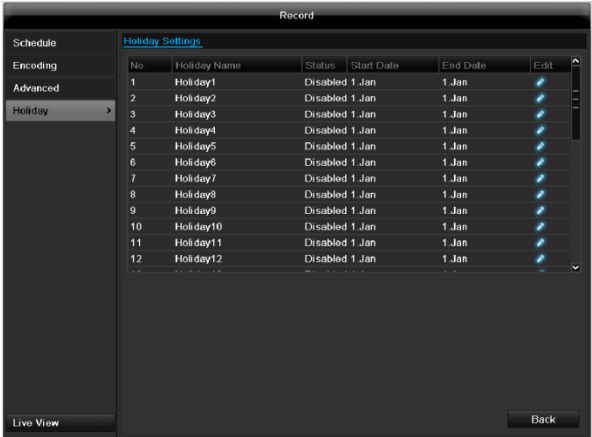 Record
Schedule
Encoding
Advanced
Holiday >
Live View
Holiday Settings
No. Holiday Name Status Start Date End Date Edit
1 Holiday1 Disabled 1.Jan 1.Jan
2 Holiday2 Disabled 1.Jan 1.Jan
3 Holiday3 Disabled 1.Jan 1.Jan
4 Holiday4 Disabled 1.Jan 1.Jan
5 Holiday5 Disabled 1.Jan 1.Jan
6 Holiday6 Disabled 1.Jan 1.Jan
7 Holiday7 Disabled 1.Jan 1.Jan
8 Holiday8 Disabled 1.Jan 1.Jan
9 Holiday9 Disabled 1.Jan 1.Jan
10 Holiday10 Disabled 1.Jan 1.Jan
11 Holiday11 Disabled 1.Jan 1.Jan
12 Holiday12 Disabled 1.Jan 1.Jan
Back